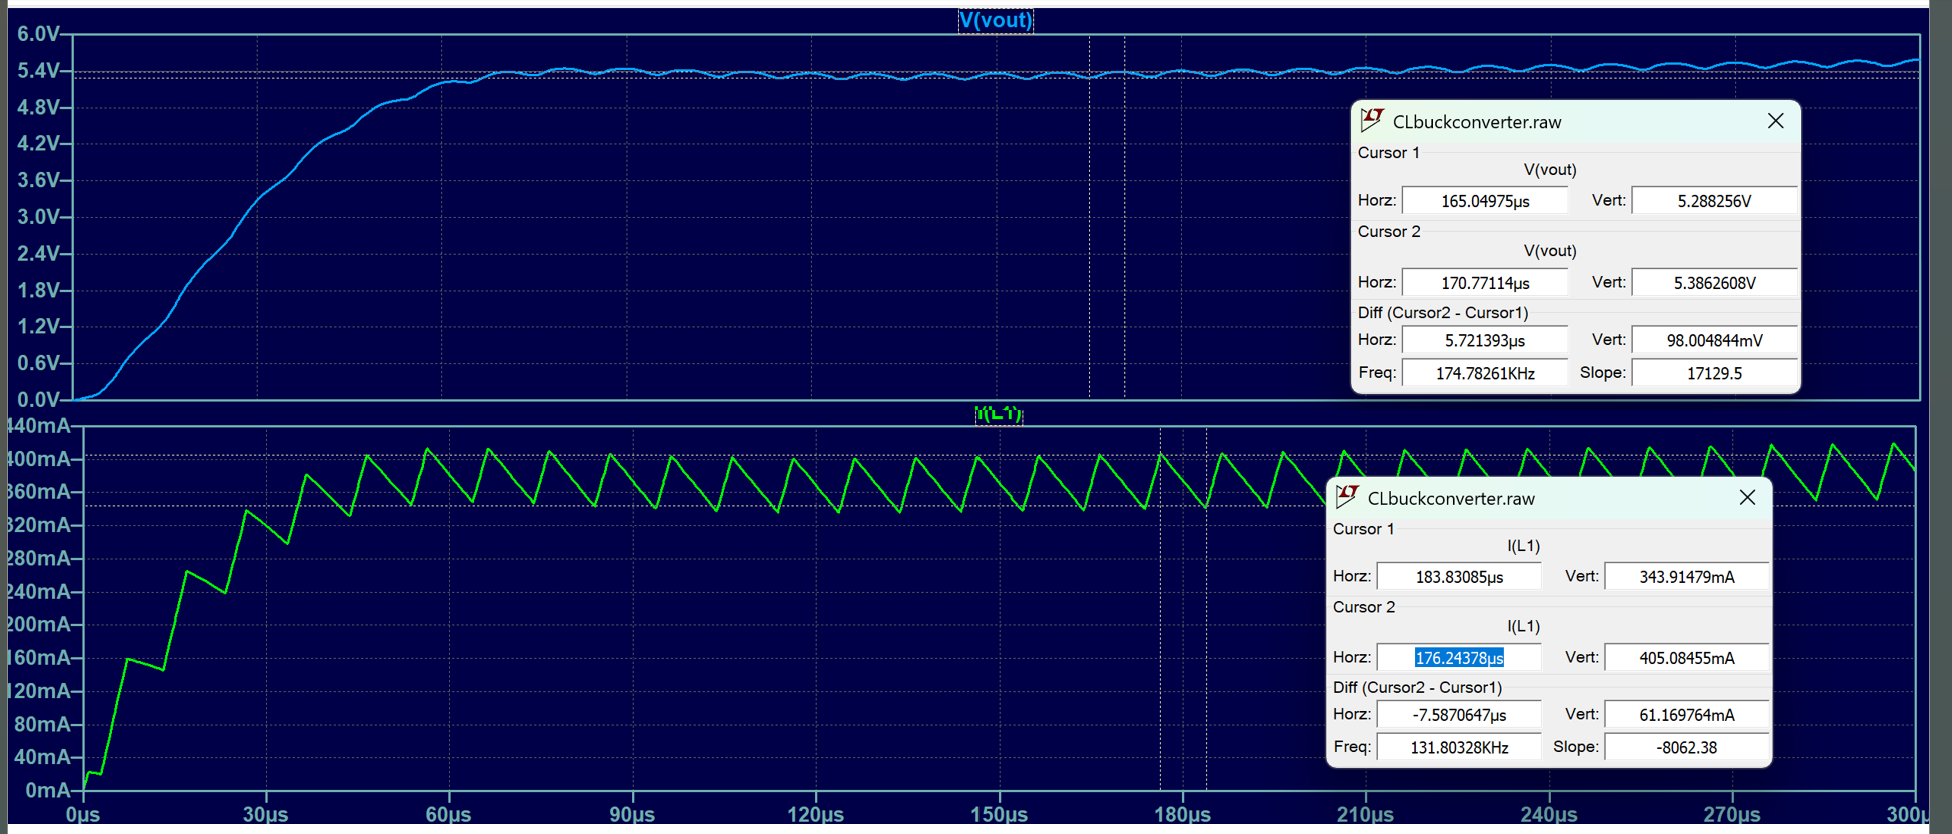 V(vout)
6.0V
5.4V
4.8V
4.2V
3.6V
3.0V
2.4V
1.8V
1.2V
0.6V
0.0V
CLbuckconverter.raw
Cursor 1
V(vout)
Horz: 165.04975µs Vert: 5.288256V
Cursor 2
V(vout)
Horz: 170.77114µs Vert: 5.3862608V
Diff (Cursor2 - Cursor1)
Horz: 5.721393µs Vert: 98.004844mV
Freq: 174.78261KHz Slope: 17129.5
I(L1)
440mA
400mA
360mA
320mA
280mA
240mA
200mA
160mA
120mA
80mA
40mA
0mA
CLbuckconverter.raw
Cursor 1
I(L1)
Horz: 183.83085µs Vert: 343.91479mA
Cursor 2
I(L1)
Horz: 176.24378µs Vert: 405.08455mA
Diff (Cursor2 - Cursor1)
Horz: -7.5870647µs Vert: 61.169764mA
Freq: 131.80328KHz Slope: -8062.38
0µs 30µs 60µs 90µs 120µs 150µs 180µs 210µs 240µs 270µs 300µ